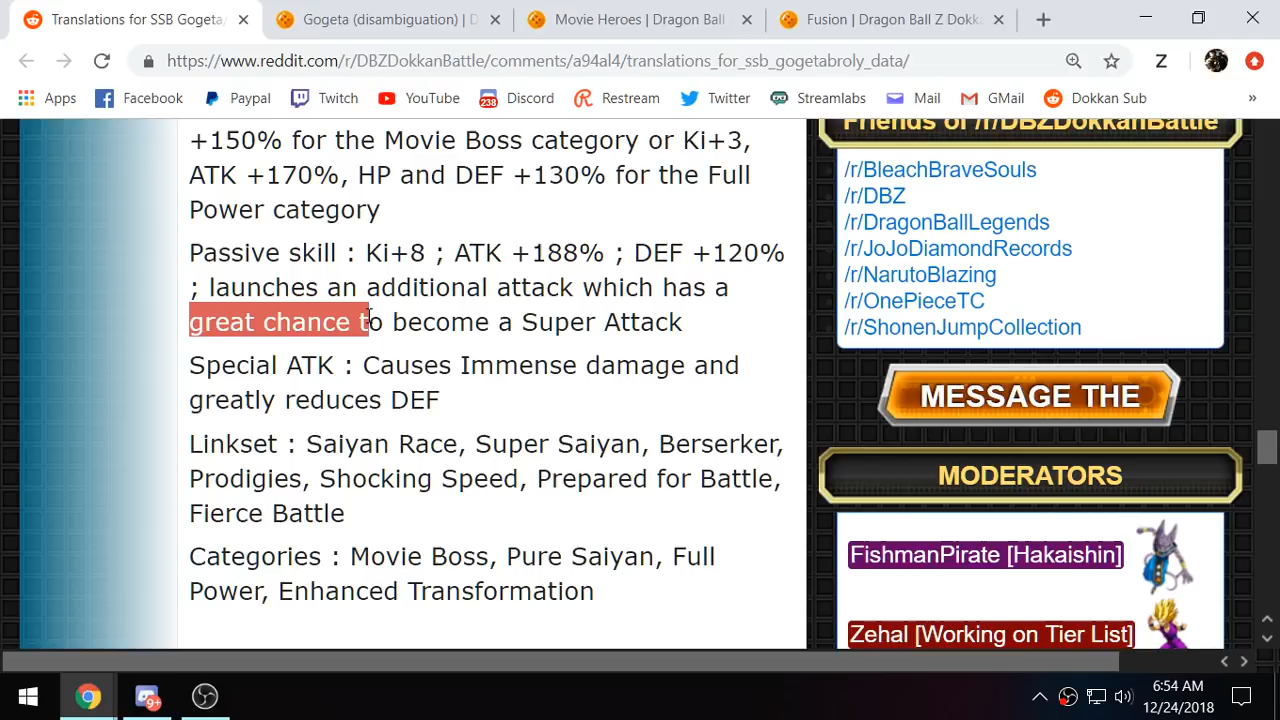 Translations for SSB Gogeta/
Gogeta (disambiguation) | D
Movie Heroes | Dragon Ball
Fusion | Dragon Ball Z Dokka
https://www.reddit.com/r/DBZDokkanBattle/comments/a94al4/translations_for_ssb_gogetabroly_data/
Z
Apps
Facebook
Paypal
Twitch
YouTube
238
Discord
Restream
Twitter
Streamlabs
Mail
GMail
Dokkan Sub
»
+150% for the Movie Boss category or Ki+3,
ATK +170%, HP and DEF +130% for the Full
Power category
Passive skill : Ki+8 ; ATK +188% ; DEF +120%
; launches an additional attack which has a
great chance to become a Super Attack
Special ATK : Causes Immense damage and
greatly reduces DEF
Linkset : Saiyan Race, Super Saiyan, Berserker,
Prodigies, Shocking Speed, Prepared for Battle,
Fierce Battle
Categories : Movie Boss, Pure Saiyan, Full
Power, Enhanced Transformation
Friends of /r/DBZDokkanBattle
/r/BleachBraveSouls
/r/DBZ
/r/DragonBallLegends
/r/JoJoDiamondRecords
/r/NarutoBlazing
/r/OnePieceTC
/r/ShonenJumpCollection
MESSAGE THE
MODERATORS
FishmanPirate [Hakaishin]
Zehal [Working on Tier List]
9+
6:54 AM
12/24/2018